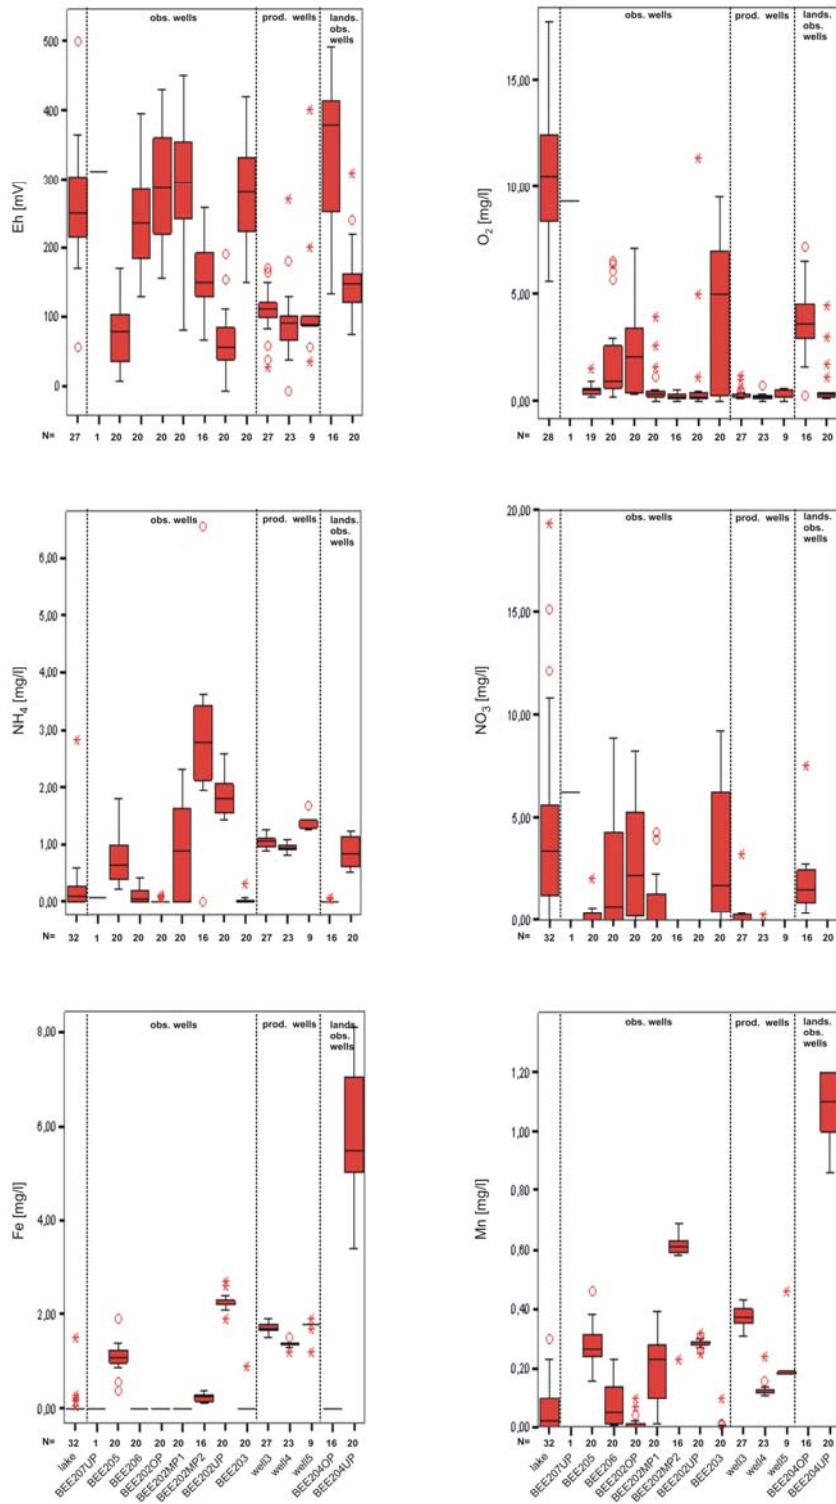 obs. wells prod. wells lands.
obs.
wells
Eh [mV]
500
400
300
200
100
0
N= 27 1 20 20 20 20 16 20 20 27 23 9 16 20
obs. wells prod. wells lands.
obs.
wells
O2 [mg/l]
15,00
10,00
5,00
0,00
N= 28 1 19 20 20 20 16 20 20 27 23 9 16 20
obs. wells prod. wells lands.
obs.
wells
NH4 [mg/l]
6,00
5,00
4,00
3,00
2,00
1,00
0,00
N= 32 1 20 20 20 20 16 20 20 27 23 9 16 20
obs. wells prod. wells lands.
obs.
wells
NO3 [mg/l]
20,00
15,00
10,00
5,00
0,00
N= 32 1 20 20 20 20 16 20 20 27 23 9 16 20
obs. wells prod. wells lands.
obs.
wells
Fe [mg/l]
8,00
6,00
4,00
2,00
0,00
N= 32 1 20 20 20 20 16 20 20 27 23 9 16 20
lake BEE207UP BEE205 BEE206 BEE202OP BEE202MP1 BEE202MP2 BEE202UP BEE203 well3 well4 well5 BEE204OP BEE204UP
obs. wells prod. wells lands.
obs.
wells
Mn [mg/l]
1,20
1,00
0,80
0,60
0,40
0,20
0,00
N= 32 1 20 20 20 20 16 20 20 27 23 9 16 20
lake BEE207UP BEE205 BEE206 BEE202OP BEE202MP1 BEE202MP2 BEE202UP BEE203 well3 well4 well5 BEE204OP BEE204UP